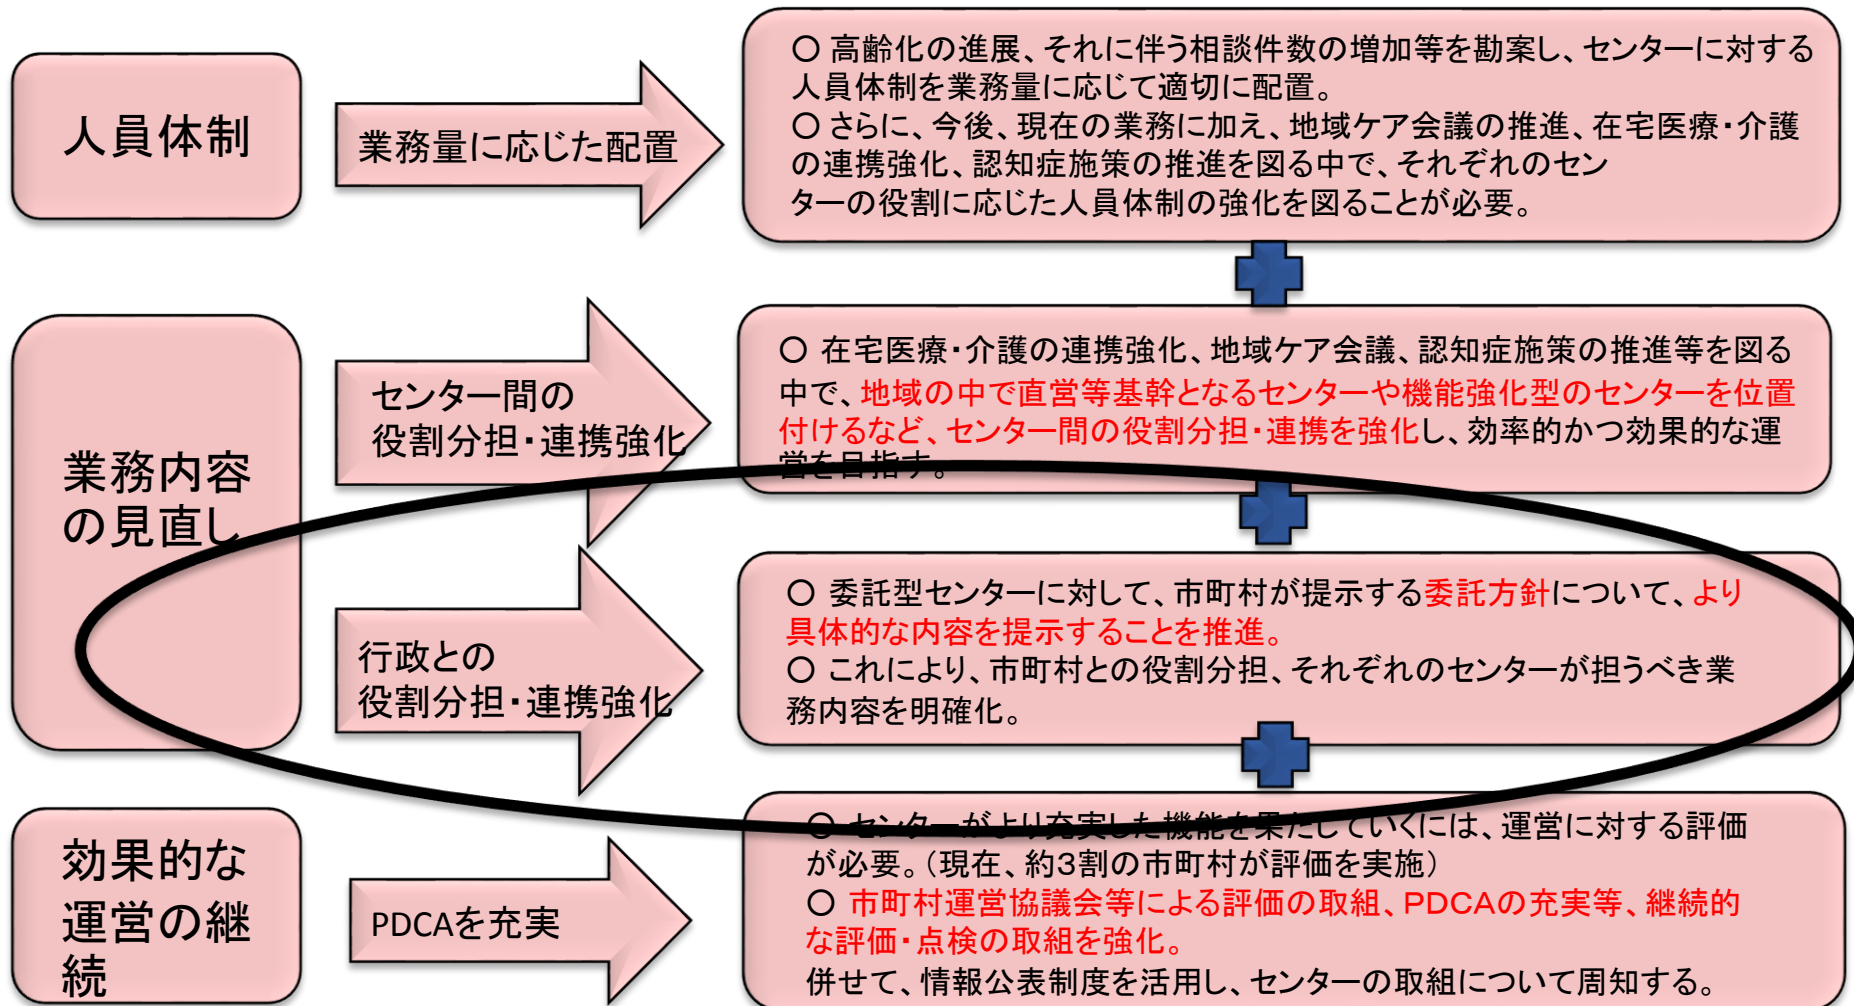 人員体制
業務量に応じた配置
〇 高齢化の進展、それに伴う相談件数の増加等を勘案し、センターに対する
人員体制を業務量に応じて適切に配置。
〇 さらに、今後、現在の業務に加え、地域ケア会議の推進、在宅医療・介護
の連携強化、認知症施策の推進を図る中で、それぞれのセン
ターの役割に応じた人員体制の強化を図ることが必要。
業務内容
の見直し
センター間の
役割分担・連携強化
〇 在宅医療・介護の連携強化、地域ケア会議、認知症施策の推進等を図る
中で、地域の中で直営等基幹となるセンターや機能強化型のセンターを位置
付けるなど、センター間の役割分担・連携を強化し、効率的かつ効果的な運
営を目指す。
行政との
役割分担・連携強化
〇 委託型センターに対して、市町村が提示する委託方針について、より
具体的な内容を提示することを推進。
〇 これにより、市町村との役割分担、それぞれのセンターが担うべき業
務内容を明確化。
効果的な
運営の継
続
PDCAを充実
〇 センターがより充実した機能を果たしていくには、運営に対する評価
が必要。（現在、約３割の市町村が評価を実施）
〇 市町村運営協議会等による評価の取組、PDCAの充実等、継続的
な評価・点検の取組を強化。
併せて、情報公表制度を活用し、センターの取組について周知する。